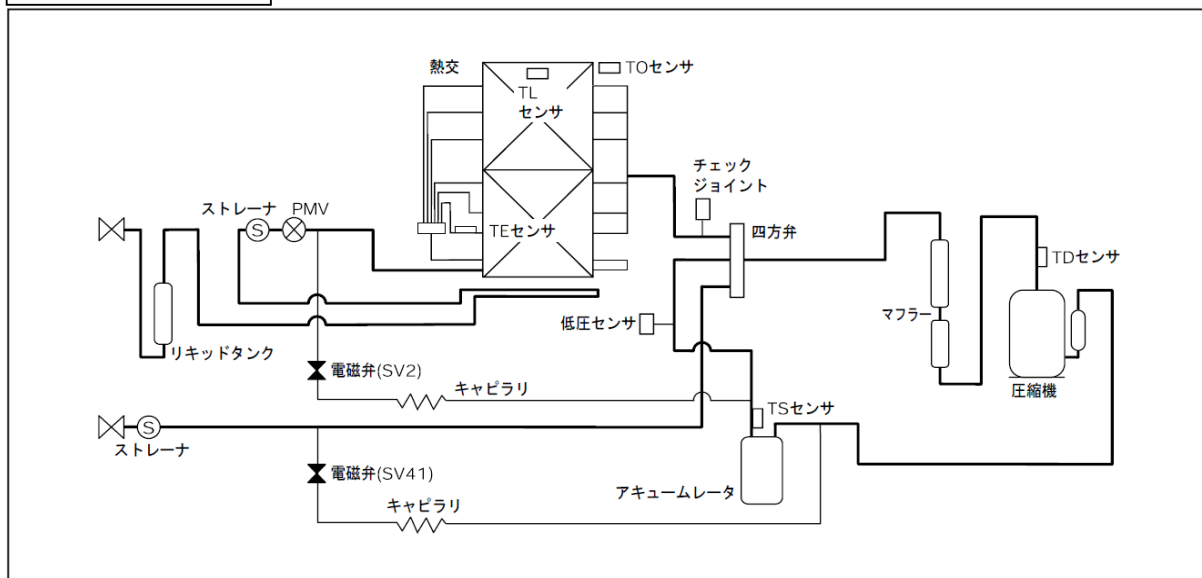 熱交
TOセンサ
TL
センサ
チェック
ジョイント
ストレーナ
PMV
S
TEセンサ
四方弁
TDセンサ
低圧センサ
マフラー
リキッドタンク
電磁弁(SV2)
キャピラリ
圧縮機
TSセンサ
S
ストレーナ
電磁弁(SV41)
アキュームレータ
キャピラリ